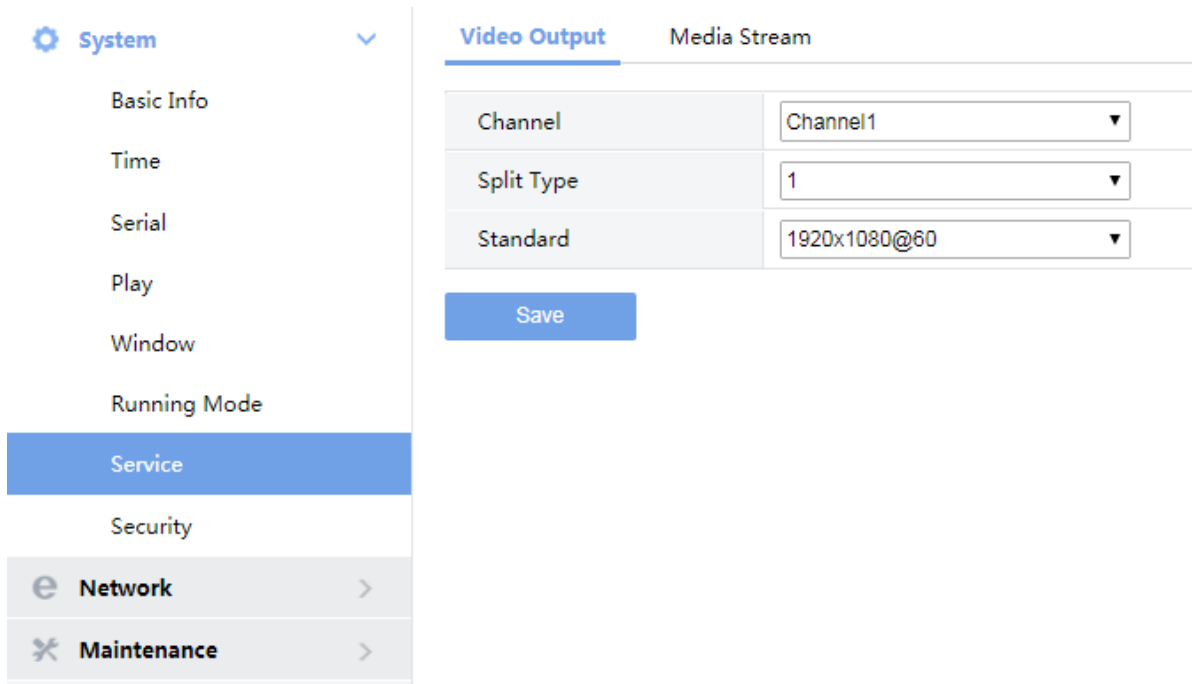 System
Basic Info
Time
Serial
Play
Window
Running Mode
Service
Security
Network
Maintenance
Video Output Media Stream
Channel Channel1
Split Type 1
Standard 1920x1080@60
Save